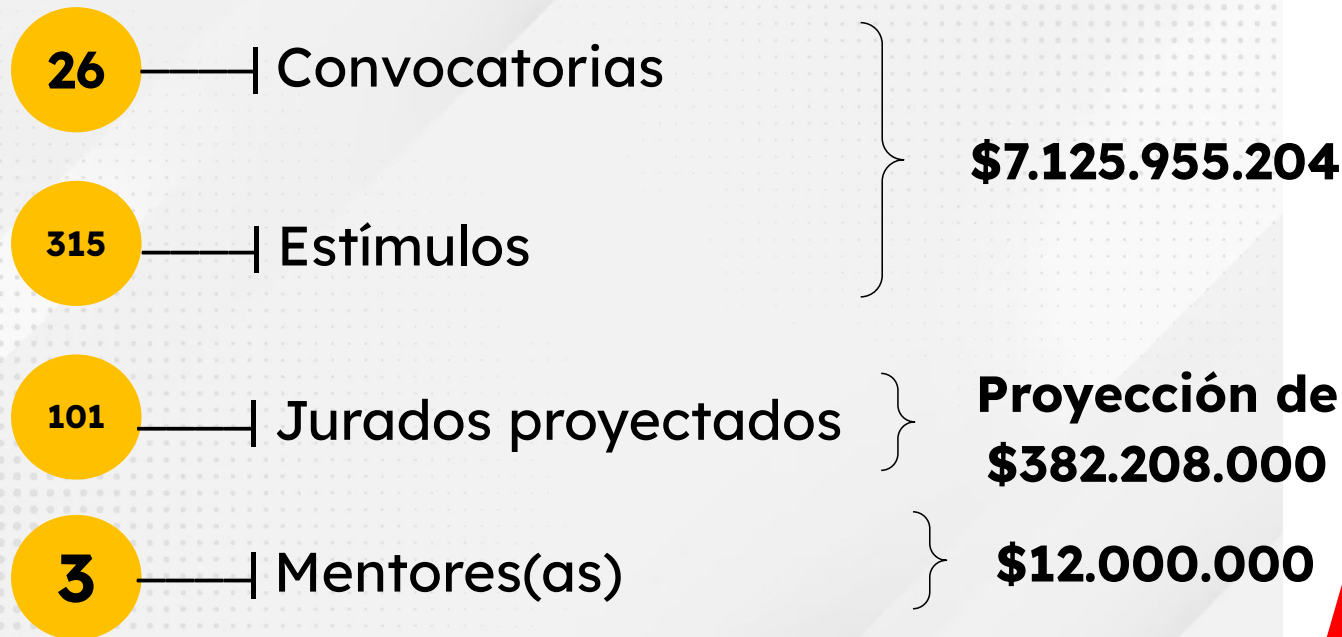 26 Convocatorias
$7.125.955.204
315 Estímulos
101 Jurados proyectados
Proyección de
$382.208.000
3 Mentores(as)
$12.000.000